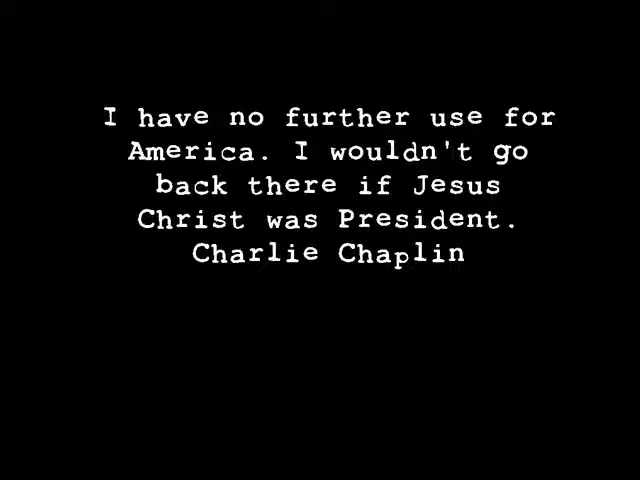 I have no further use for
America. I wouldn't go
back there if Jesus
Christ was President.
Charlie Chaplin